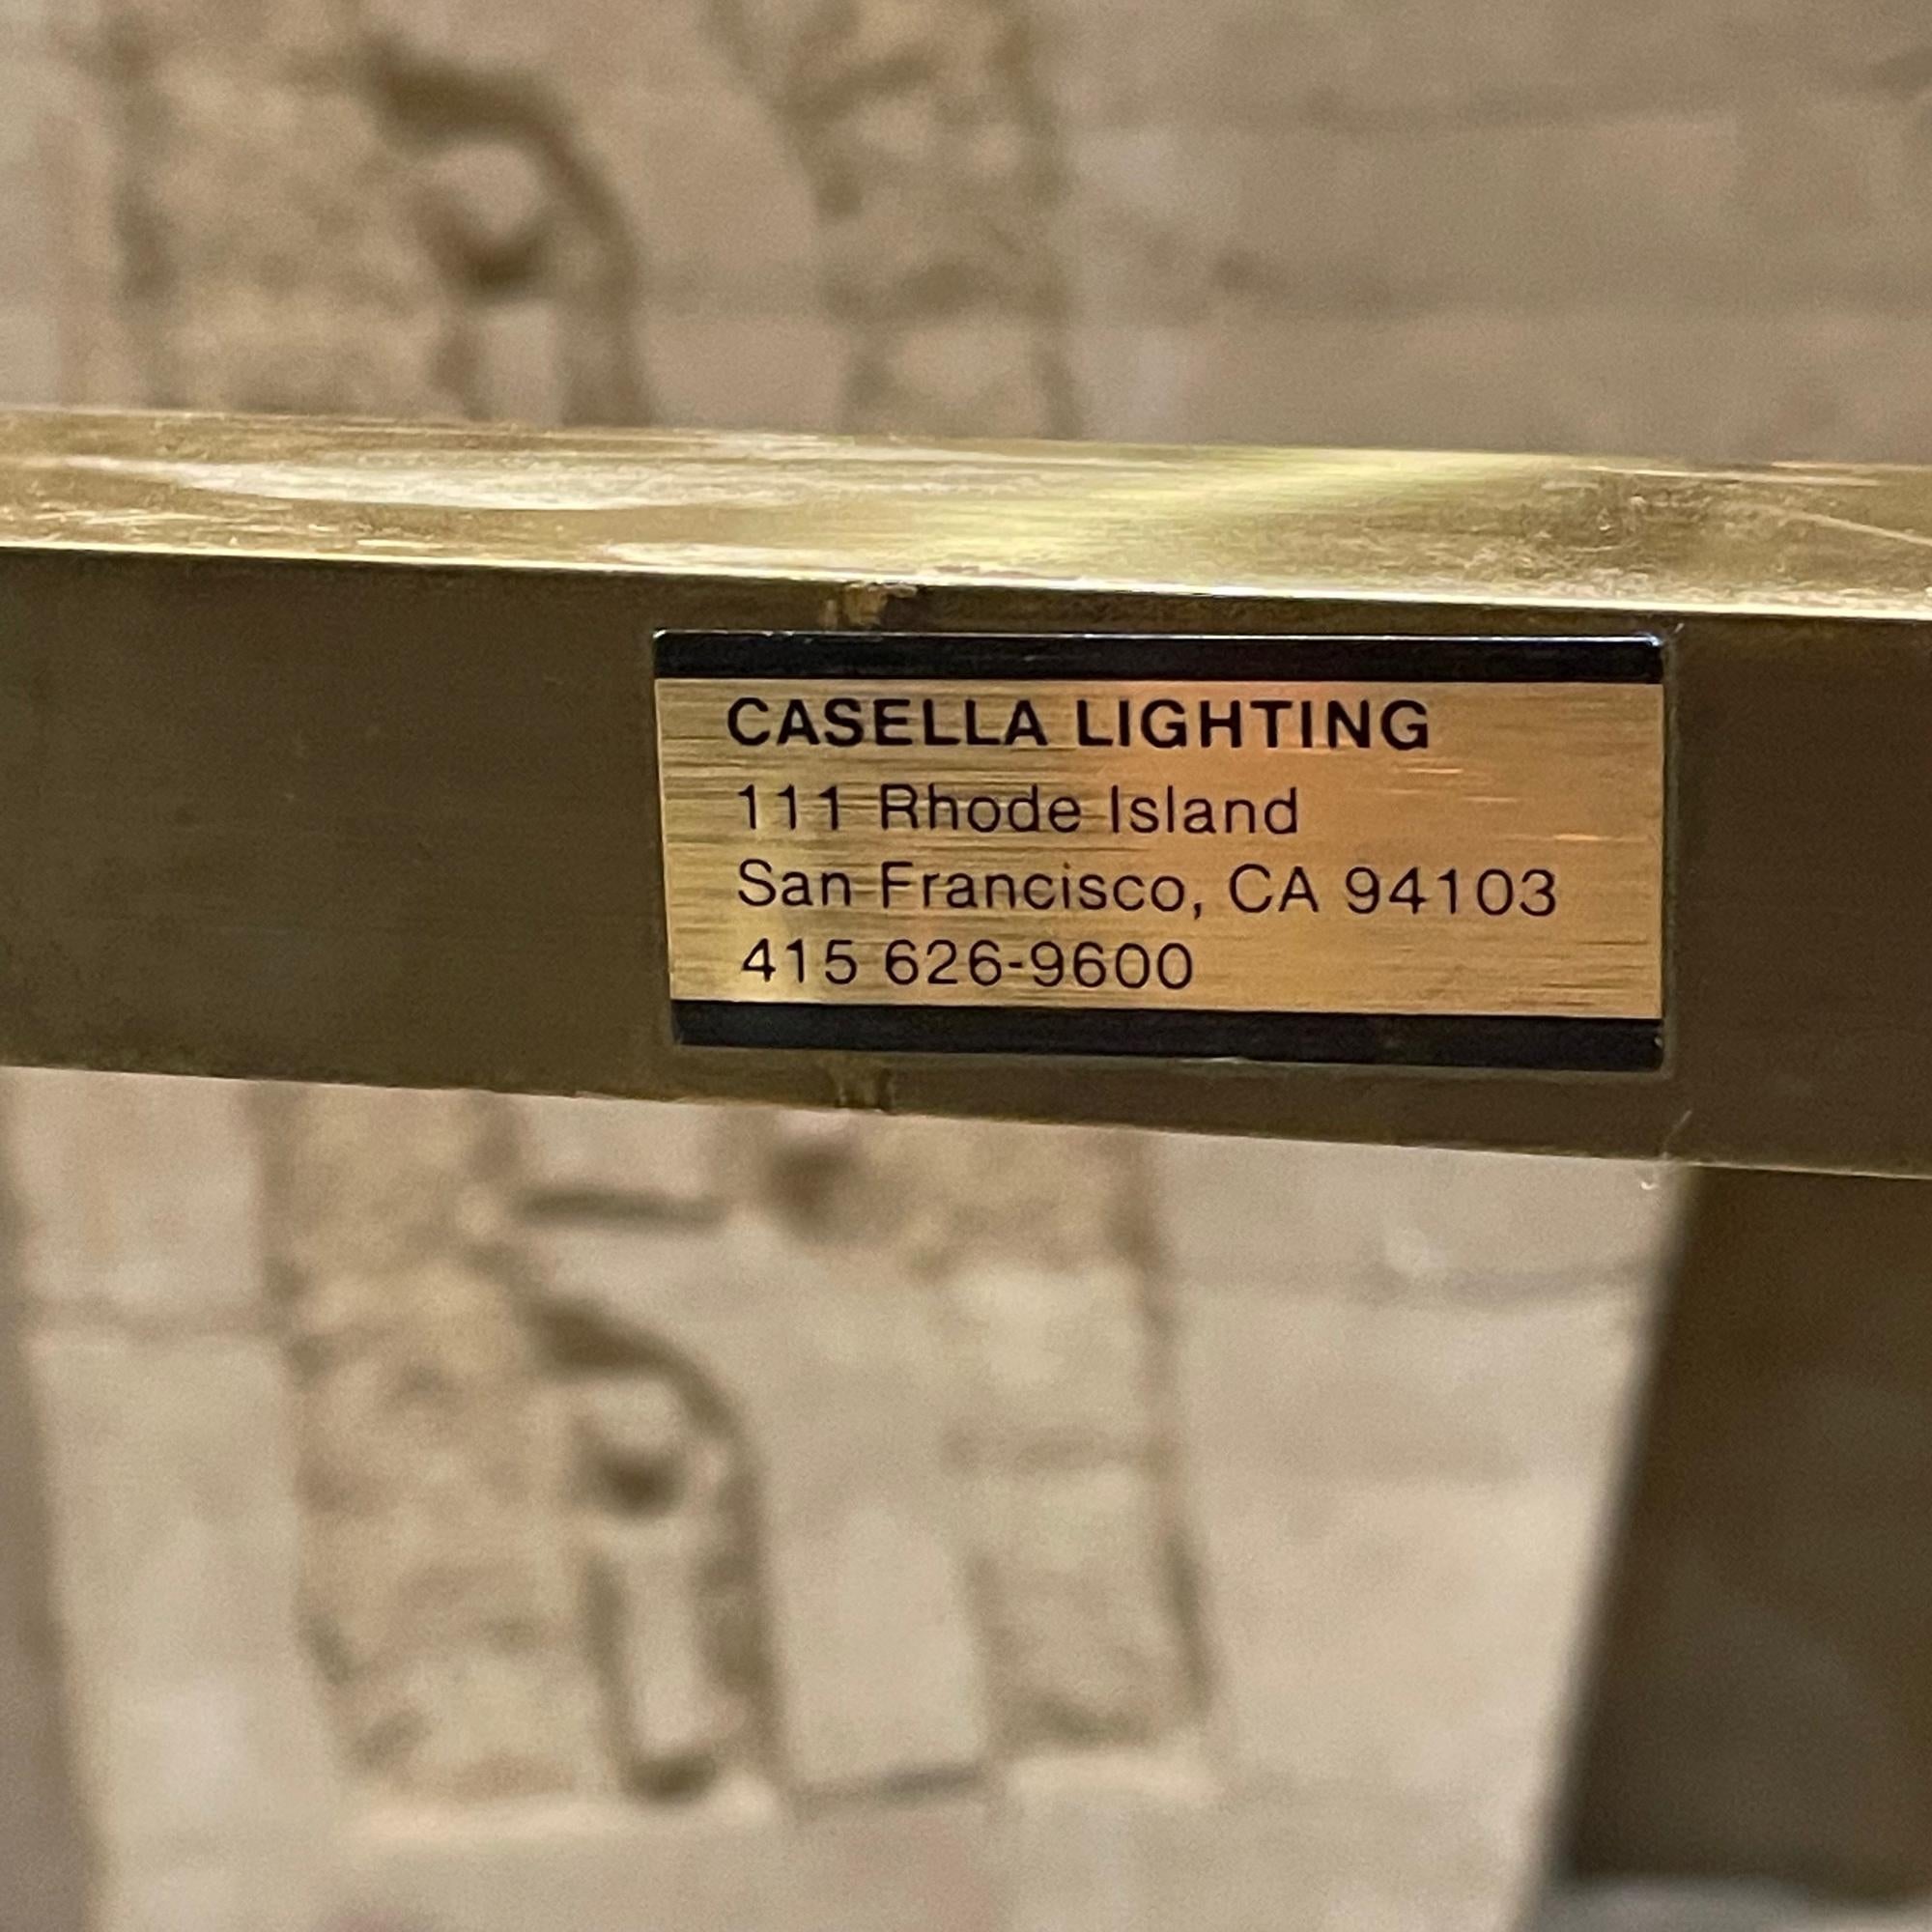 CASELLA LIGHTING
111 Rhode Island
San Francisco, CA 94103
415 626-9600